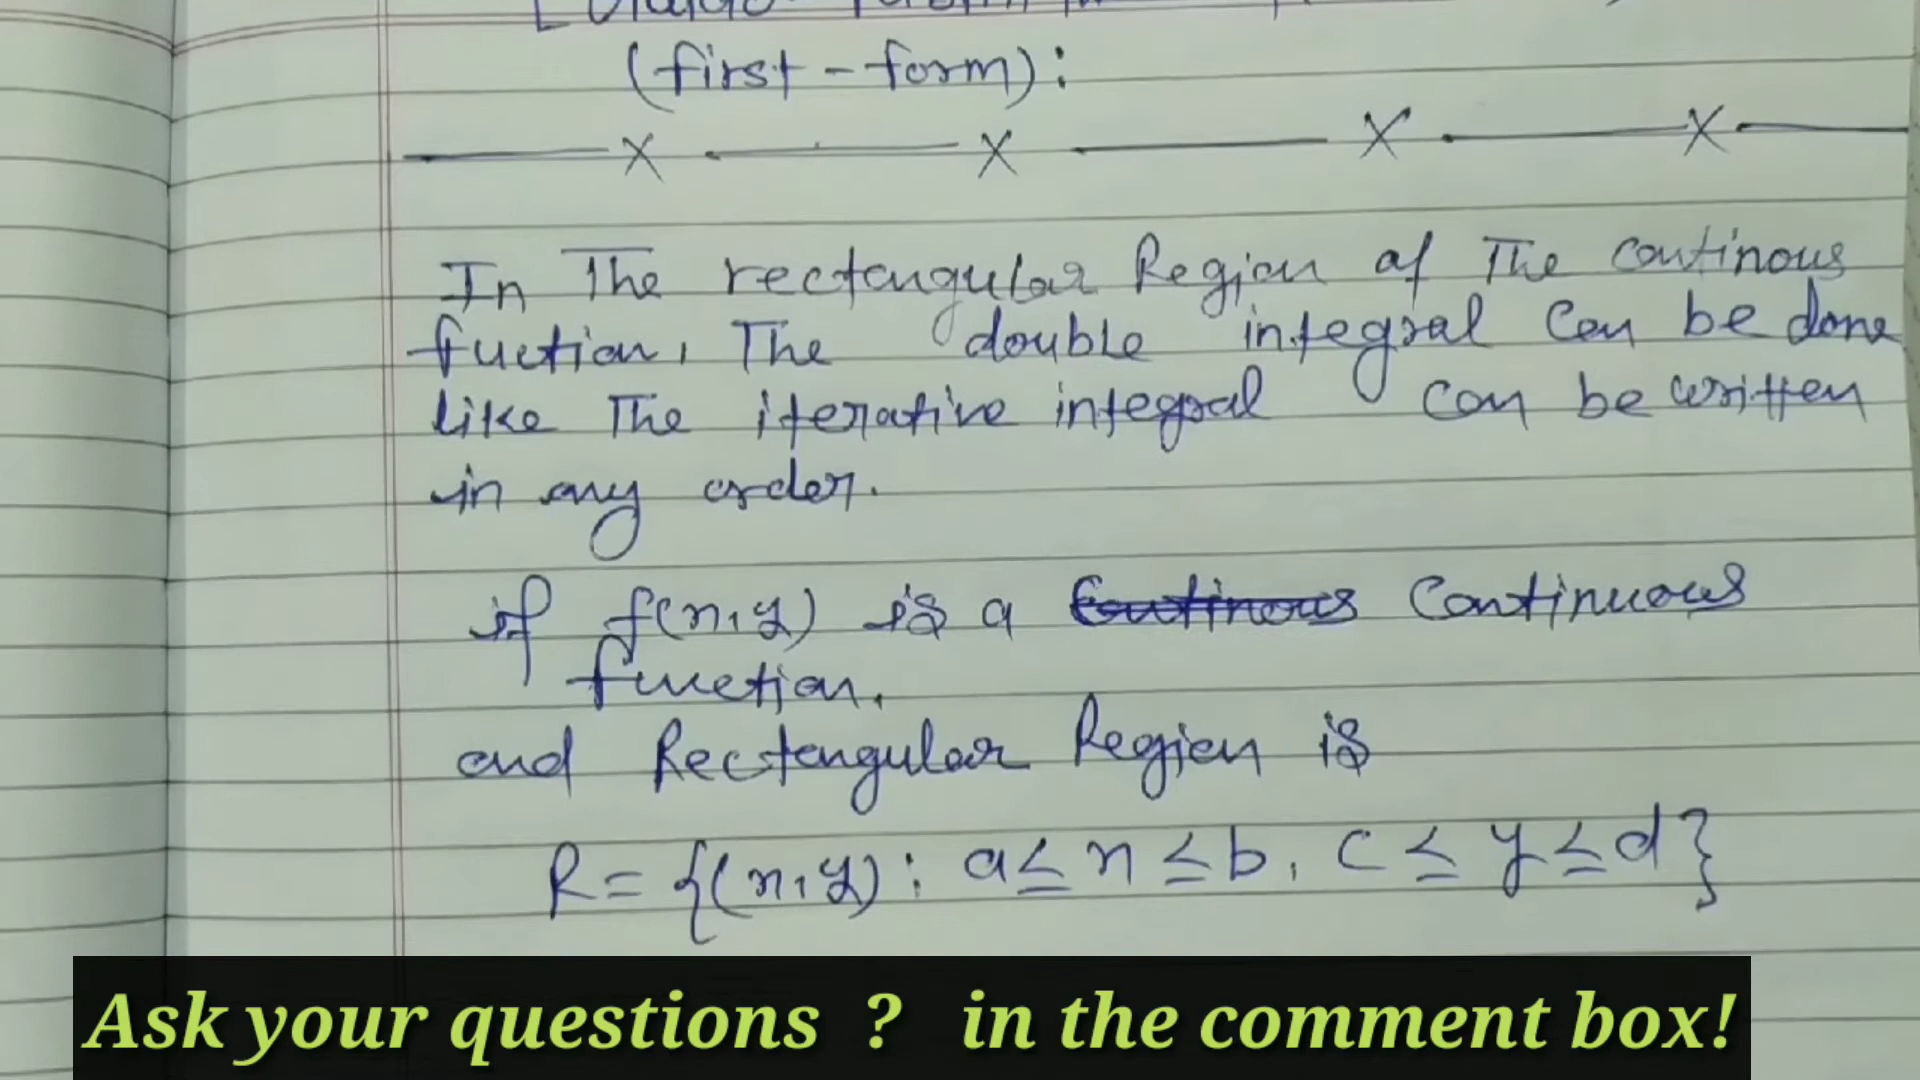 (first-form):
In The rectangular Region of The continous
fuction, The double integral can be done
like The iterative integral can be written
in any order.
if f(x,y) is a Continous Continuous
function,
and Rectengular Region is
R = {(x,y): a≤x≤b, c≤y≤d}
Ask your questions ? in the comment box!